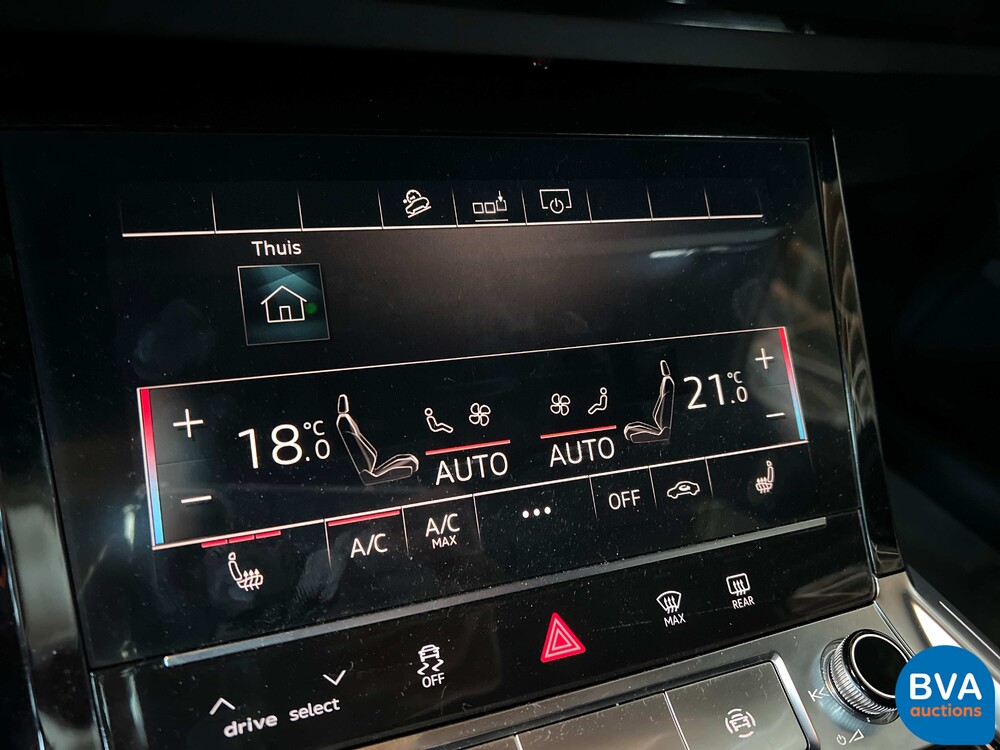 Thuis
18.0 °C
21.0 °C
AUTO
AUTO
A/C
A/C
MAX
•••
OFF
MAX
REAR
OFF
drive select
BVA
auctions